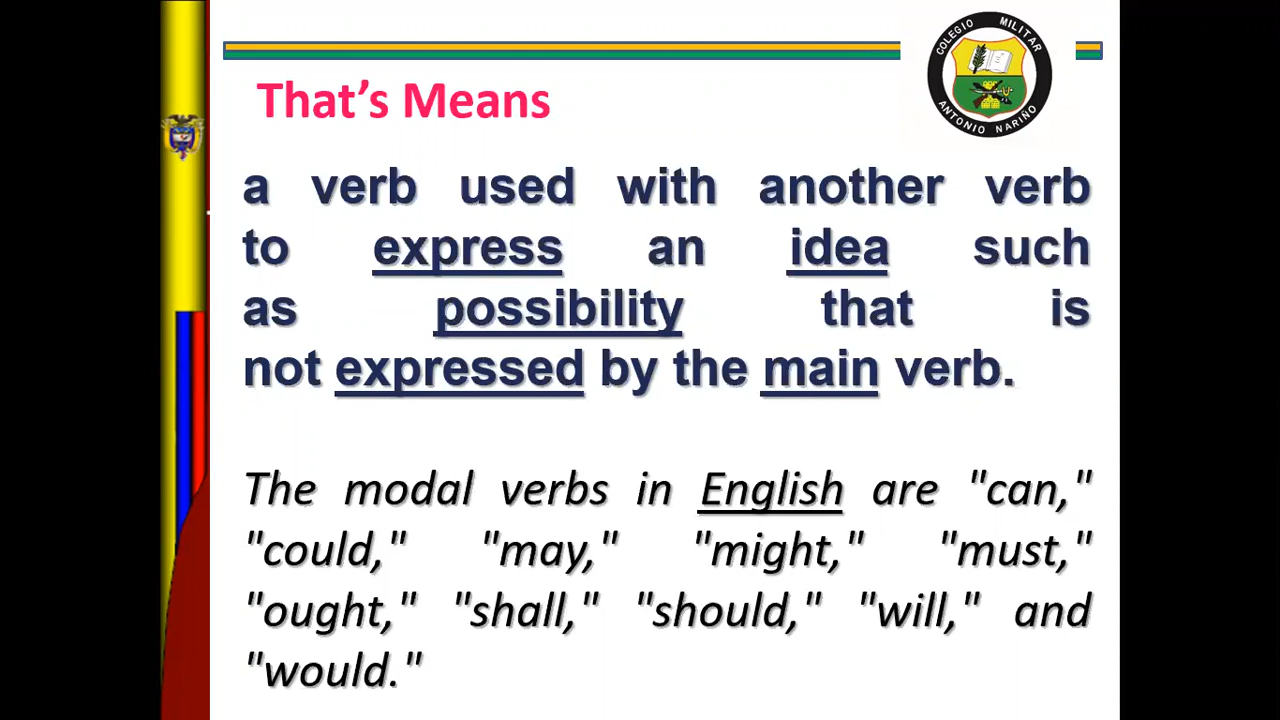 COLEGIO MILITAR
ANTONIO NARIÑO
That's Means
a verb used with another verb
to express an idea such
as possibility that is
not expressed by the main verb.
The modal verbs in English are "can,"
"could," "may," "might," "must,"
"ought," "shall," "should," "will," and
"would."